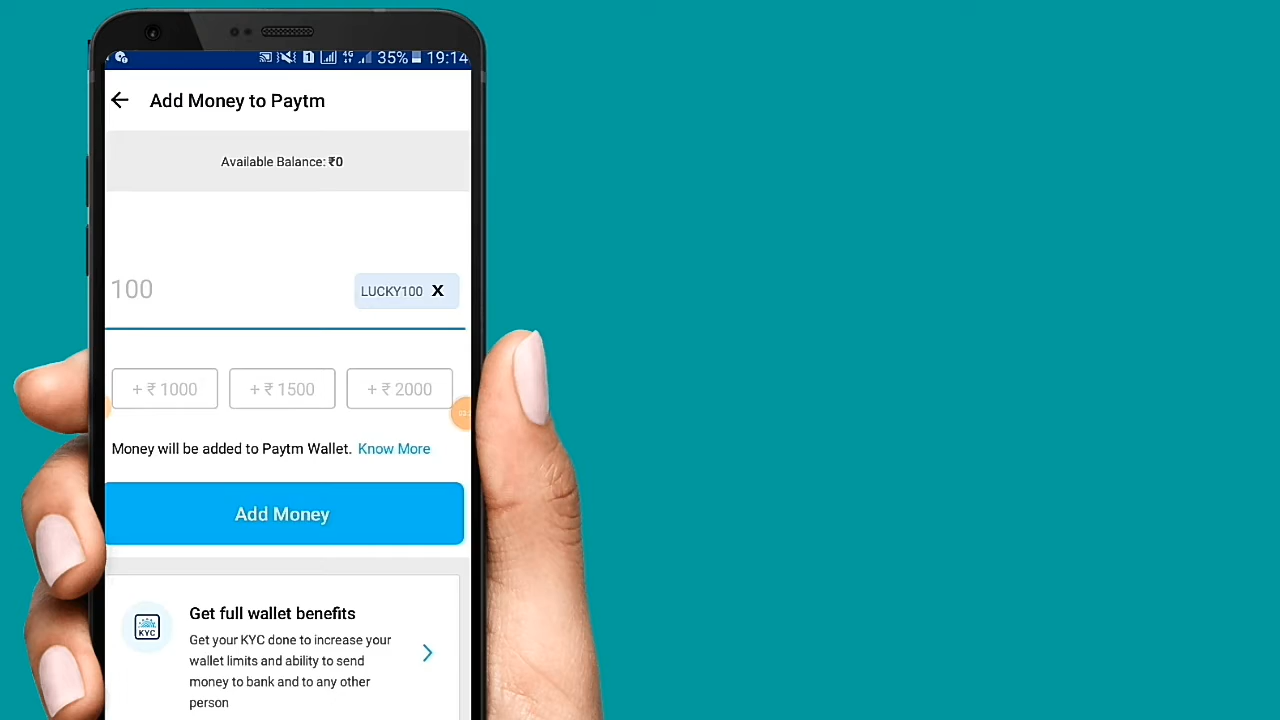 1 4G 35% 19:14
Add Money to Paytm
Available Balance: ₹0
100
LUCKY100 X
+ ₹ 1000 + ₹ 1500 + ₹ 2000
Money will be added to Paytm Wallet. Know More
Add Money
Get full wallet benefits
KYC
Get your KYC done to increase your
wallet limits and ability to send
money to bank and to any other
person